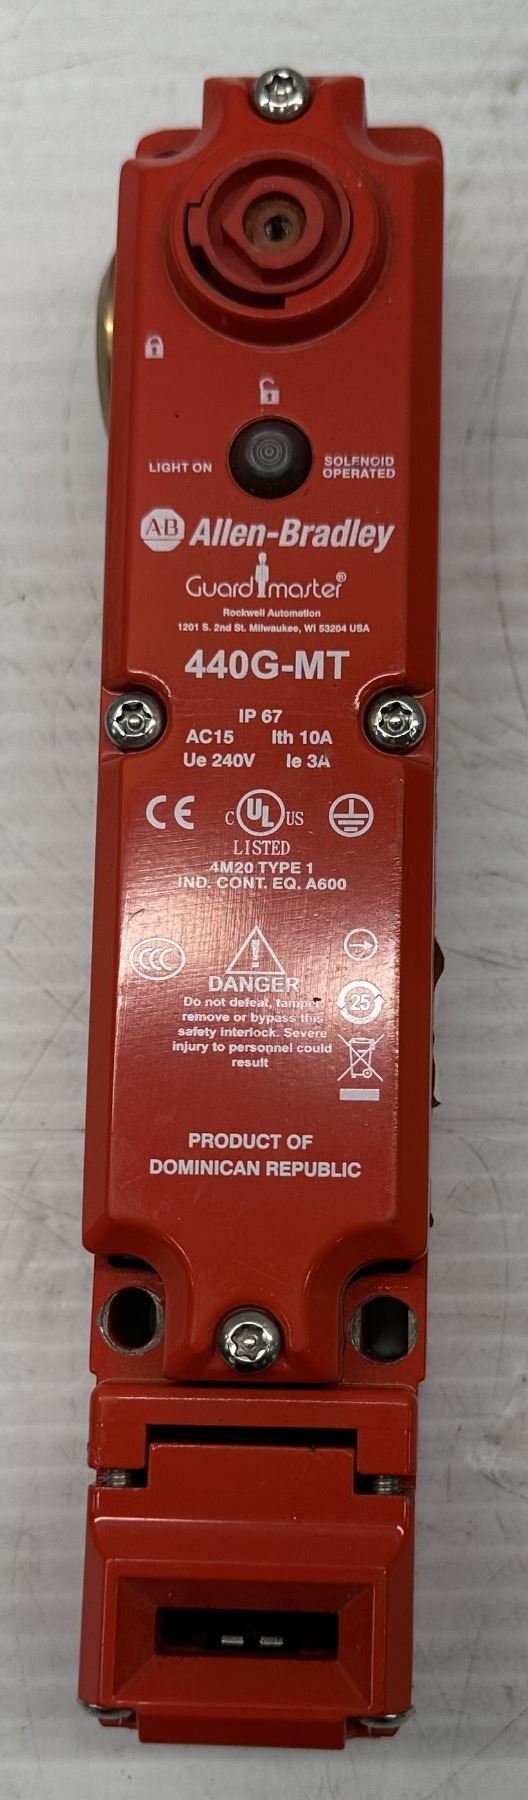 LIGHT ON
SOLENOID
OPERATED
AB Allen-Bradley
Guardmaster®
Rockwell Automation
1201 S. 2nd St. Milwaukee, WI 53204 USA
440G-MT
IP 67
AC15 Ith 10A
Ue 240V Ie 3A
CE C UL US
LISTED
4M20 TYPE 1
IND. CONT. EQ. A600
CCC
DANGER
Do not defeat, tamper
remove or bypass this
safety interlock. Severe
injury to personnel could
result
25
PRODUCT OF
DOMINICAN REPUBLIC